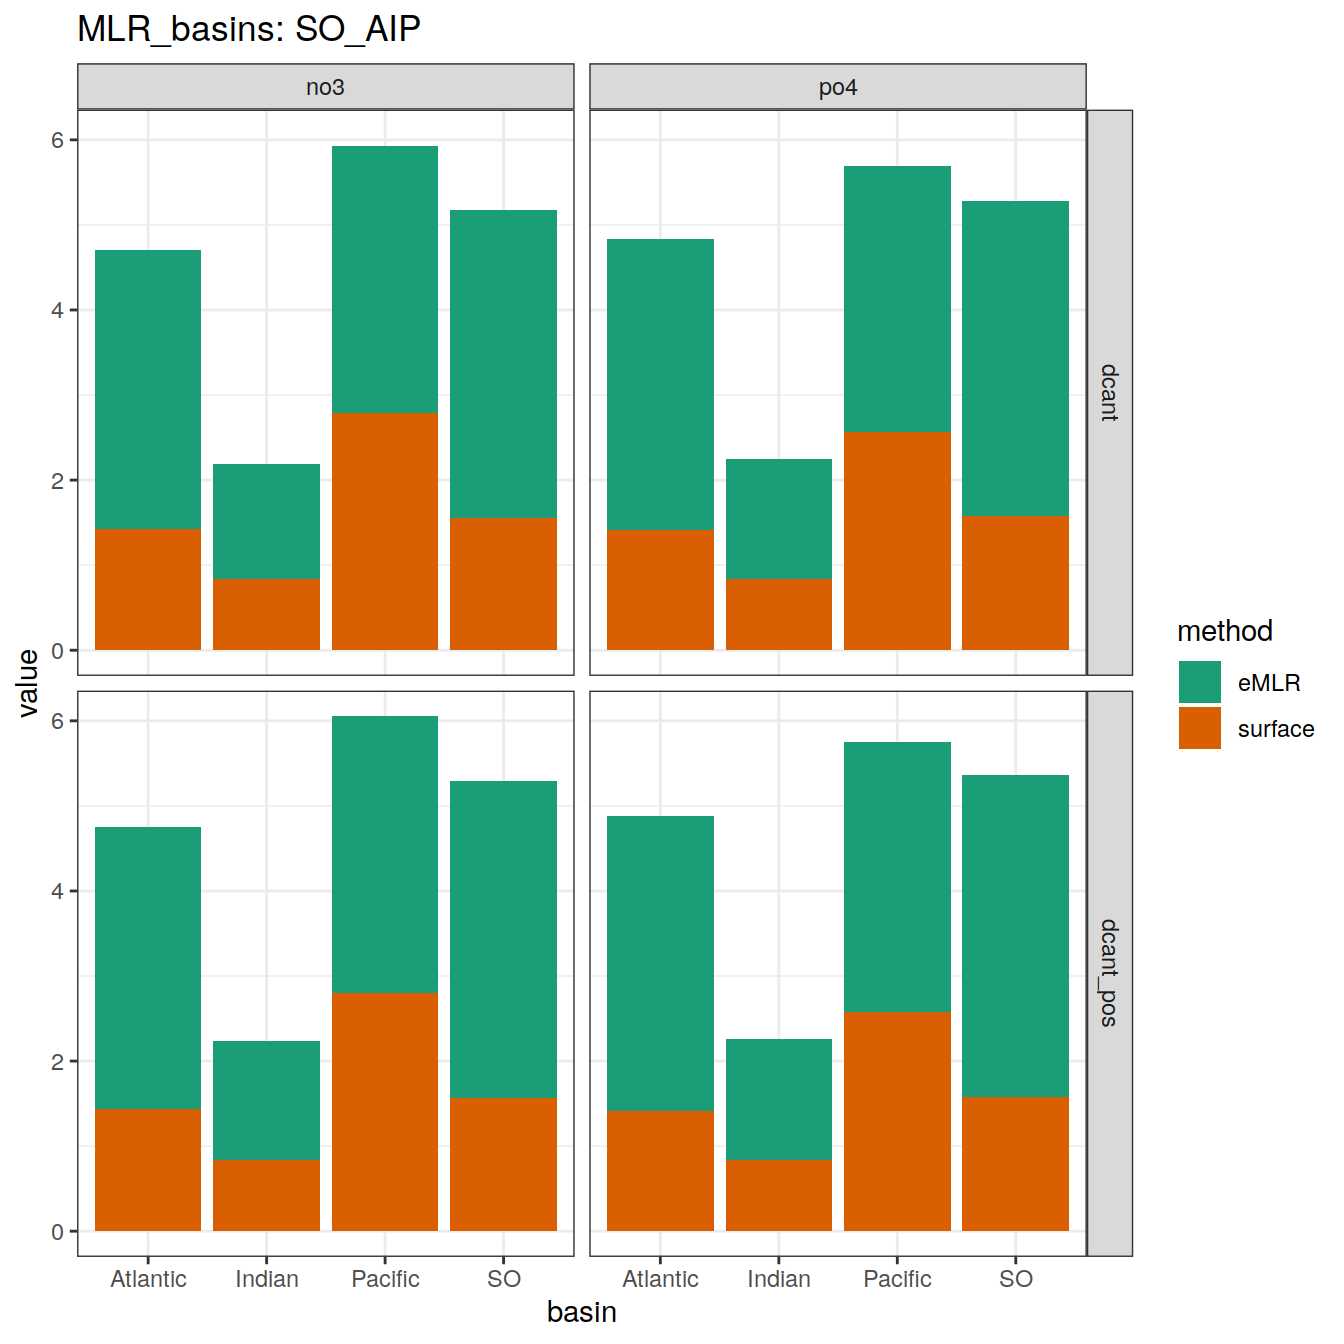 MLR_basins: SO_AIP
no3
po4
6
4
2
0
dcant
value
6
4
2
0
dcant_pos
Atlantic
Indian
Pacific
SO
Atlantic
Indian
Pacific
SO
basin
method
eMLR
surface